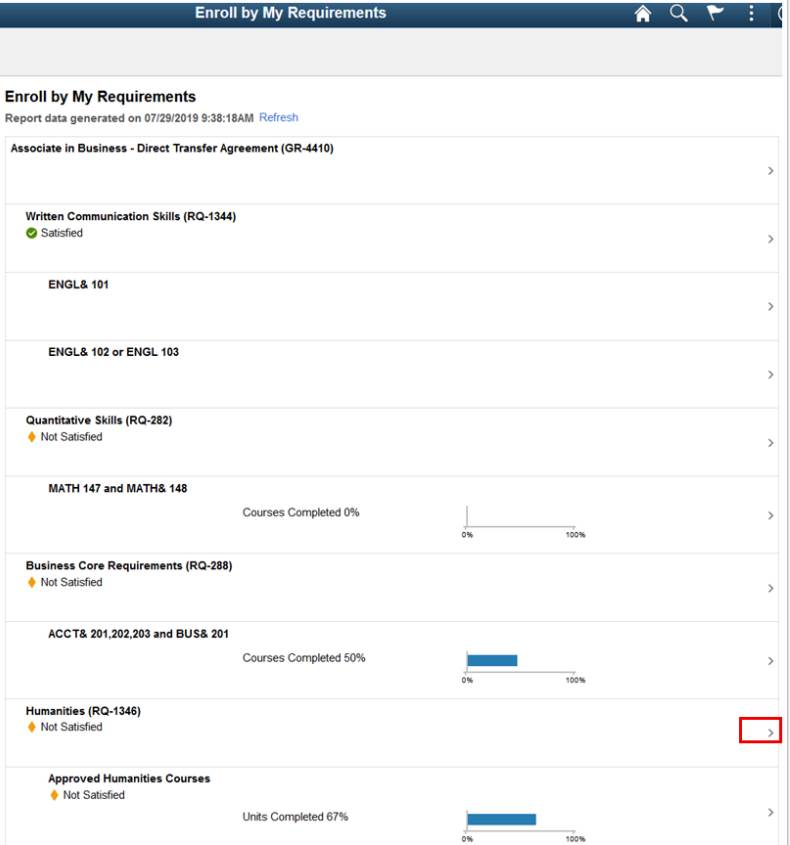 Enroll by My Requirements
Enroll by My Requirements
Report data generated on 07/29/2019 9:38:18AM Refresh
Associate in Business - Direct Transfer Agreement (GR-4410)
Written Communication Skills (RQ-1344)
Satisfied
ENGL& 101
ENGL& 102 or ENGL 103
Quantitative Skills (RQ-282)
Not Satisfied
MATH 147 and MATH& 148
Courses Completed 0%
0% 100%
Business Core Requirements (RQ-288)
Not Satisfied
ACCT& 201,202,203 and BUS& 201
Courses Completed 50%
0% 100%
Humanities (RQ-1346)
Not Satisfied
Approved Humanities Courses
Not Satisfied
Units Completed 67%
0% 100%